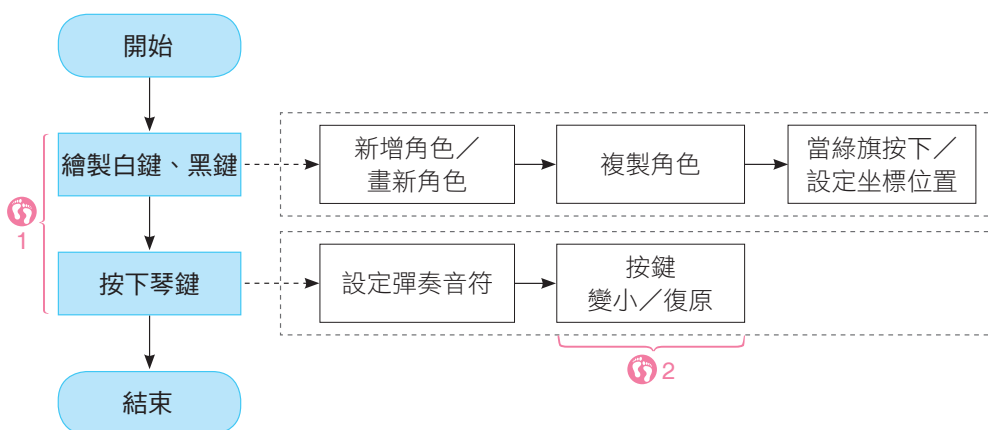 開始
繪製白鍵、黑鍵
新增角色／
畫新角色
複製角色
當綠旗按下／
設定坐標位置
1
按下琴鍵
設定彈奏音符
按鍵
變小／復原
2
結束